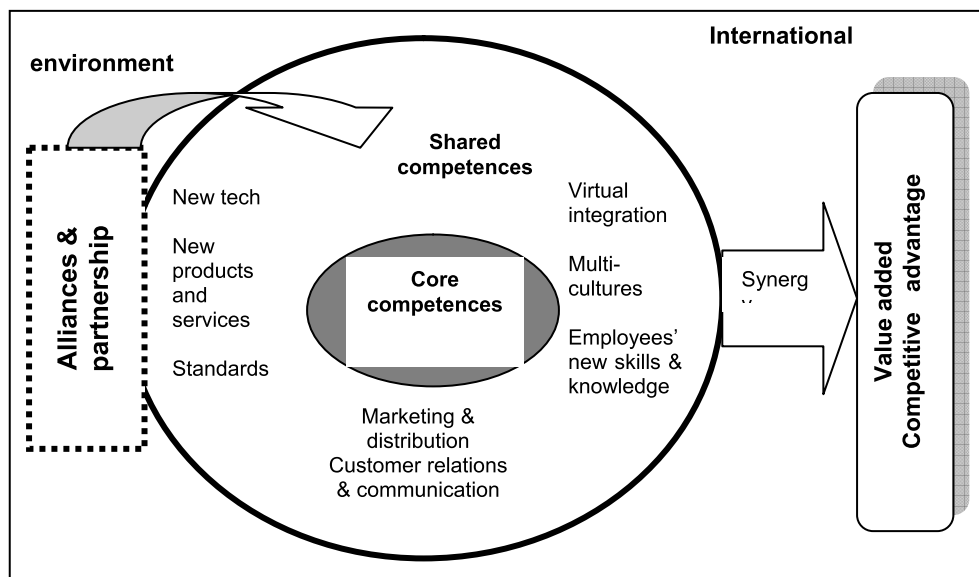 International
environment
Alliances &
partnership
Shared
competences
New tech
New
products
and
services
Standards
Core
competences
Virtual
integration
Multi-
cultures
Employees’
new skills &
knowledge
Marketing &
distribution
Customer relations
& communication
Synerg
y
Value added
Competitive advantage